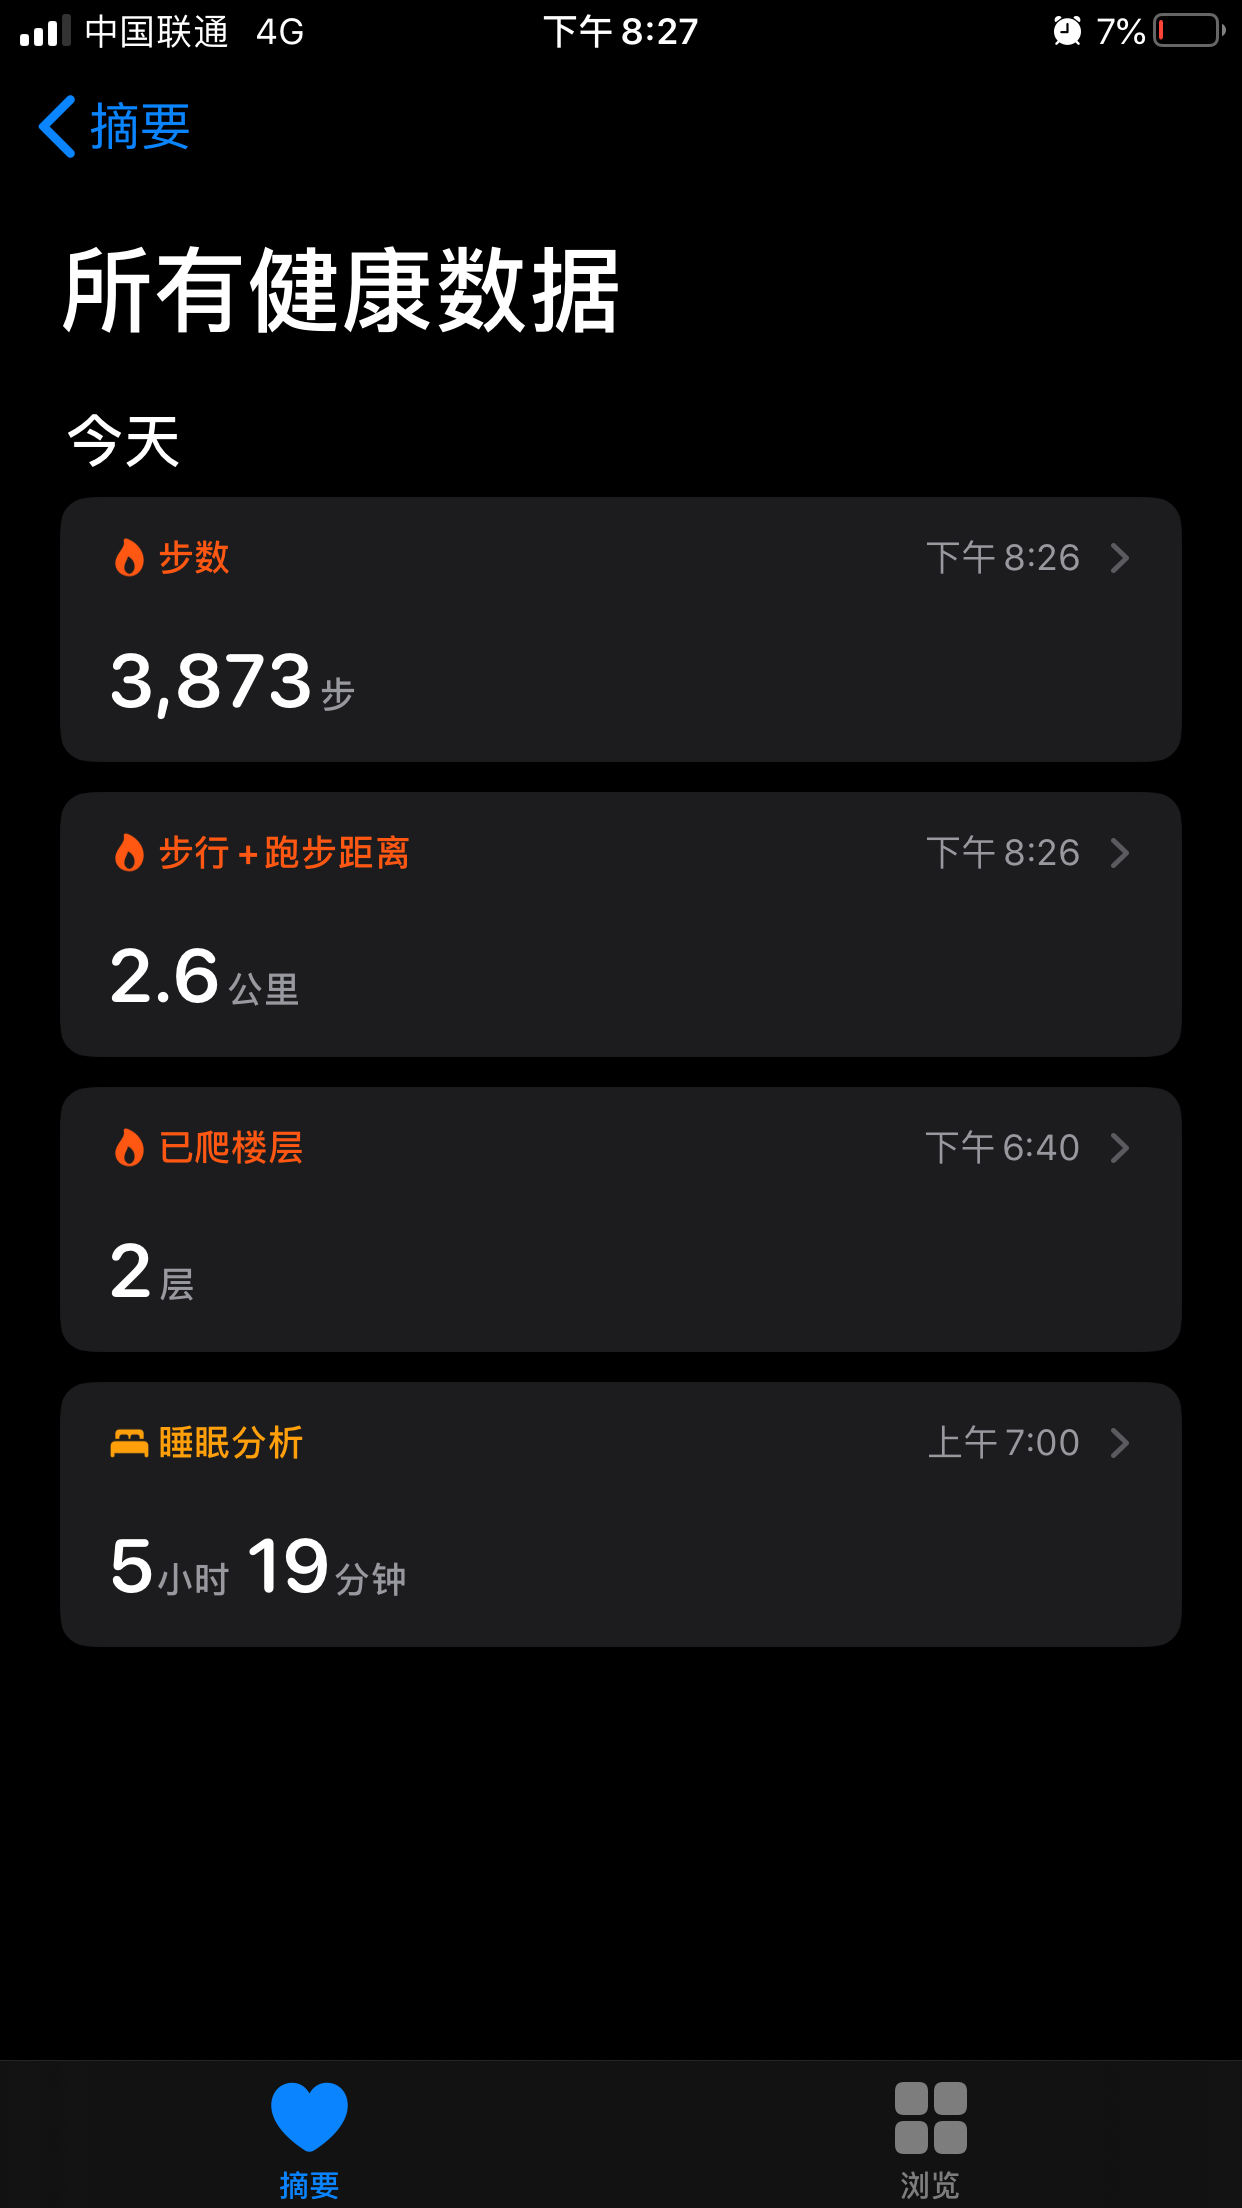 中国联通 4G 下午 8:27 7%
摘要
所有健康数据
今天
步数 下午 8:26
3,873 步
步行 + 跑步距离 下午 8:26
2.6 公里
已爬楼层 下午 6:40
2 层
睡眠分析 上午 7:00
5小时 19分钟
摘要 浏览